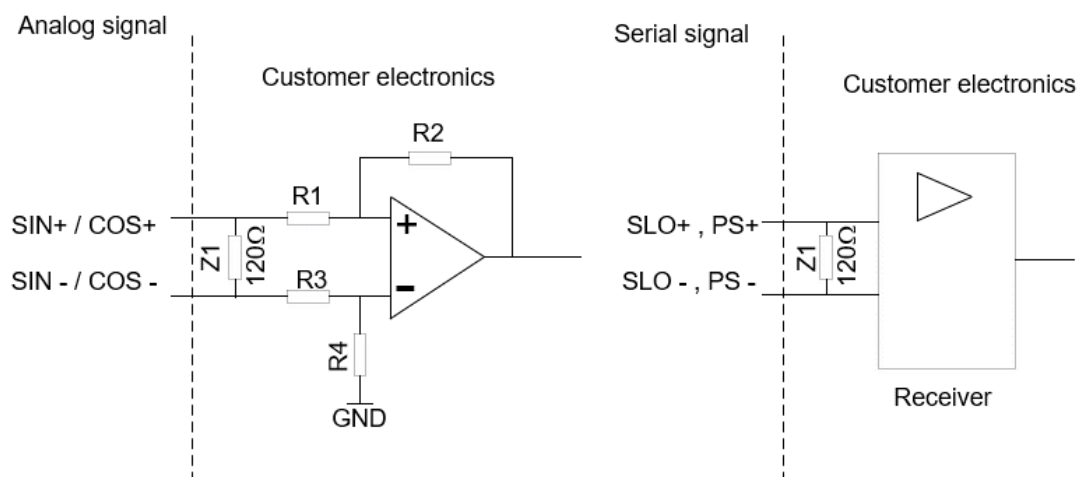 Analog signal
Customer electronics
R2
R1
SIN+ / COS+
+
Z1
120Ω
SIN - / COS -
R3
-
R4
GND
Serial signal
Customer electronics
SLO+ , PS+
Z1
120Ω
SLO - , PS -
Receiver